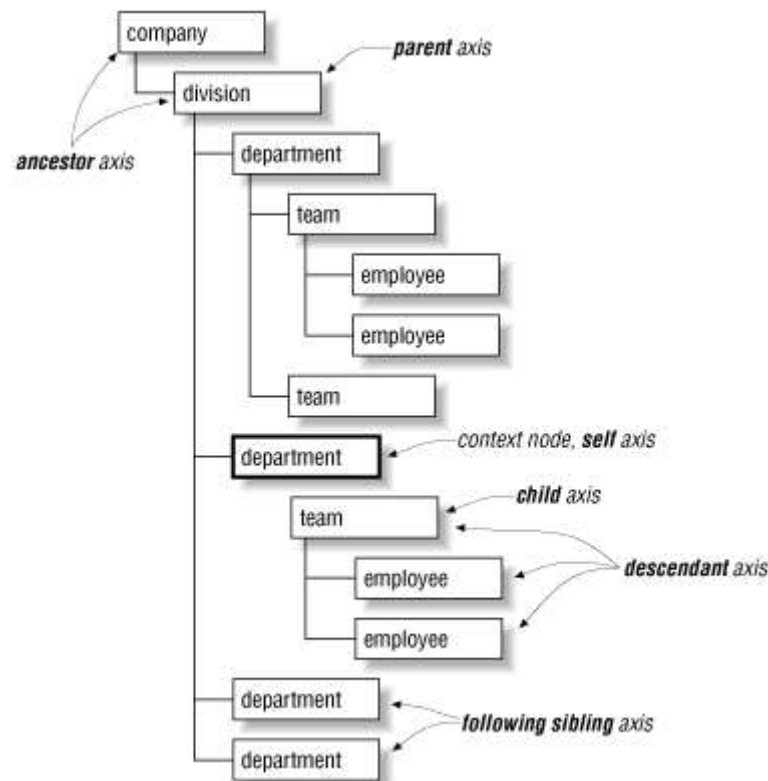 company
parent axis
division
ancestor axis
department
team
employee
employee
team
department
context node, self axis
team
child axis
employee
descendant axis
employee
department
following sibling axis
department